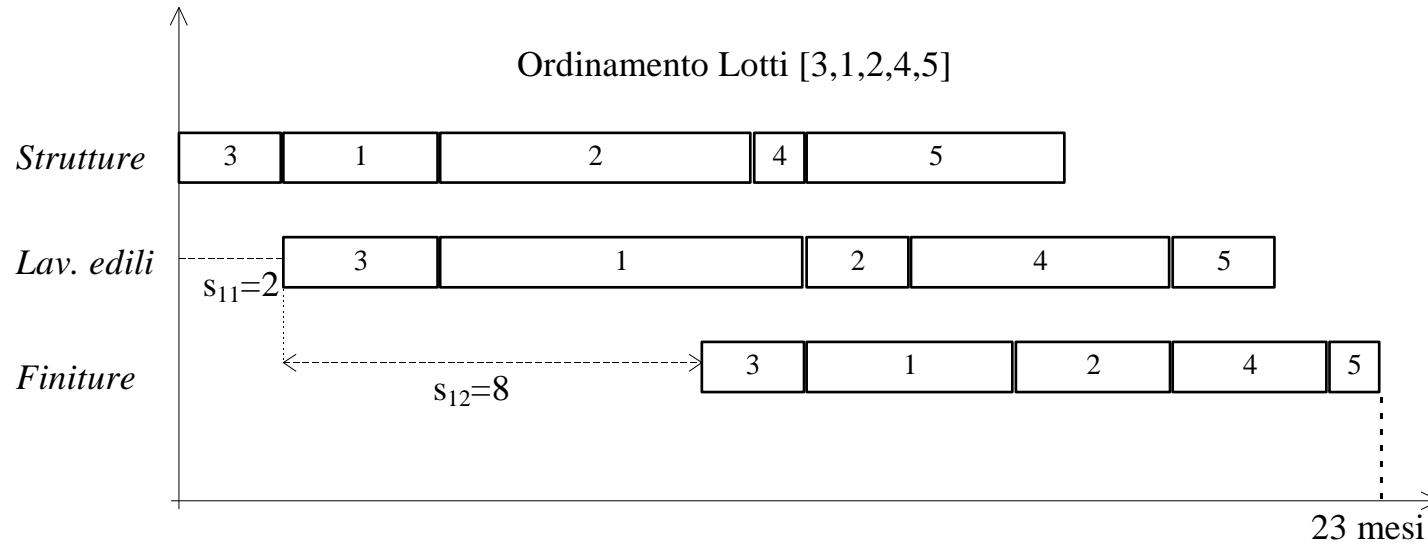 Ordinamento Lotti [3,1,2,4,5]
Strutture 3 1 2 4 5
Lav. edili 3 1 2 4 5
s11=2
Finiture 3 1 2 4 5
s12=8
23 mesi